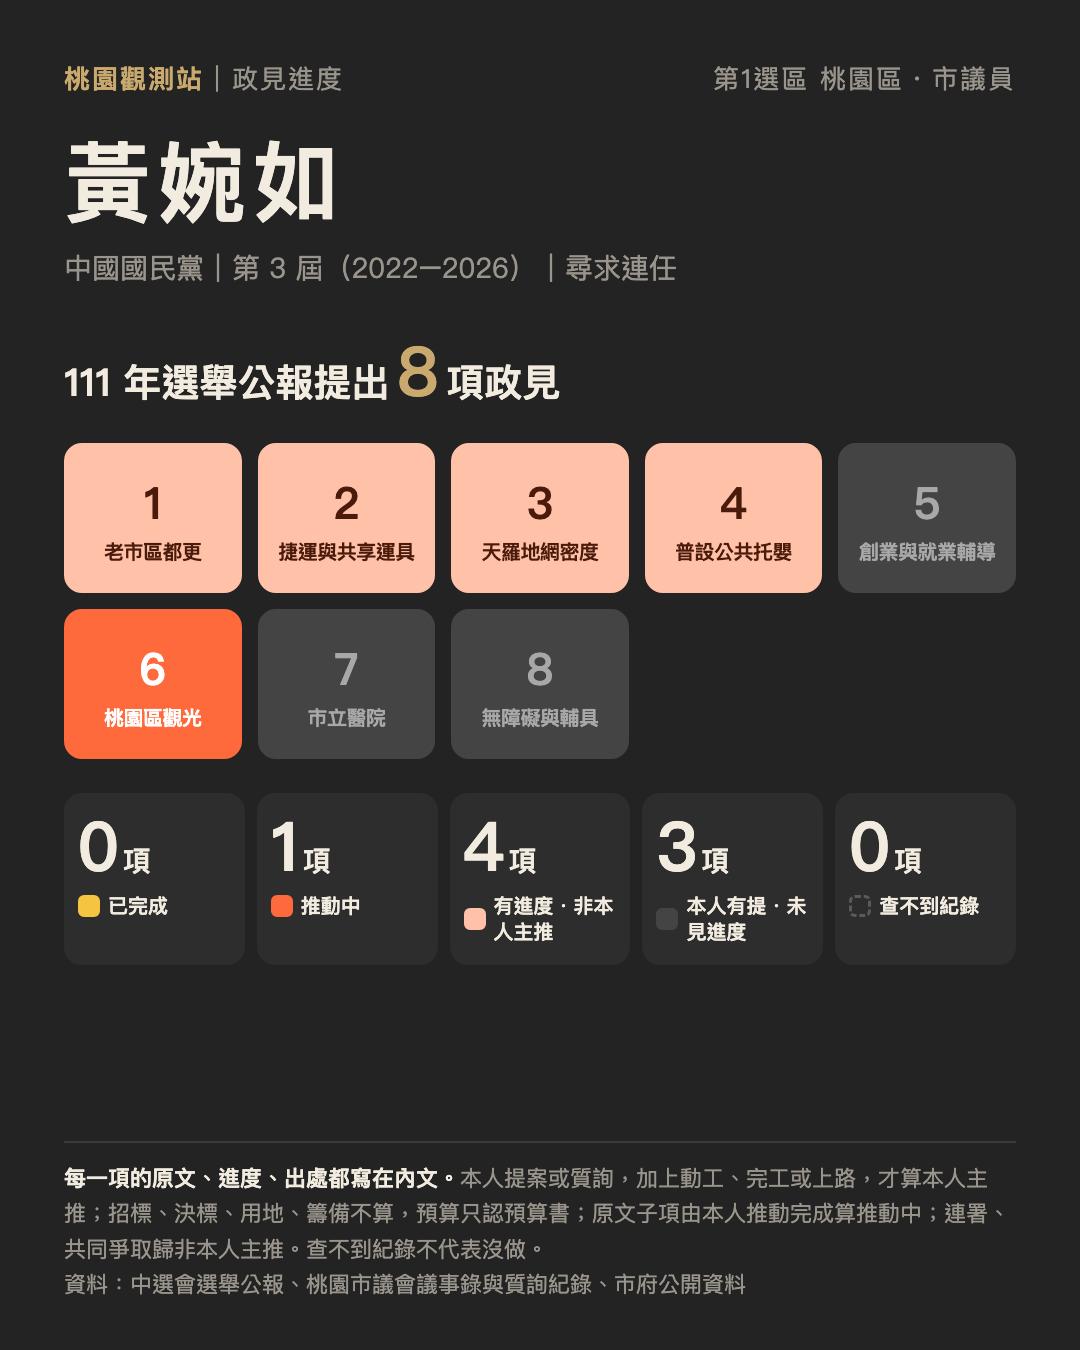 桃園觀測站｜政見進度
第1選區 桃園區・市議員
黃婉如
中國國民黨｜第 3 屆（2022–2026）｜尋求連任
111 年選舉公報提出 8 項政見
1
老市區都更
2
捷運與共享運具
3
天羅地網密度
4
普設公共托嬰
5
創業與就業輔導
6
桃園區觀光
7
市立醫院
8
無障礙與輔具
0項
已完成
1項
推動中
4項
有進度・非本
人主推
3項
本人有提・未
見進度
0項
查不到紀錄
每一項的原文、進度、出處都寫在內文。本人提案或質詢，加上動工、完工或上路，才算本人主
推；招標、決標、用地、籌備不算，預算只認預算書；原文子項由本人推動完成算推動中；連署、
共同爭取歸非本人主推。查不到紀錄不代表沒做。
資料：中選會選舉公報、桃園市議會議事錄與質詢紀錄、市府公開資料